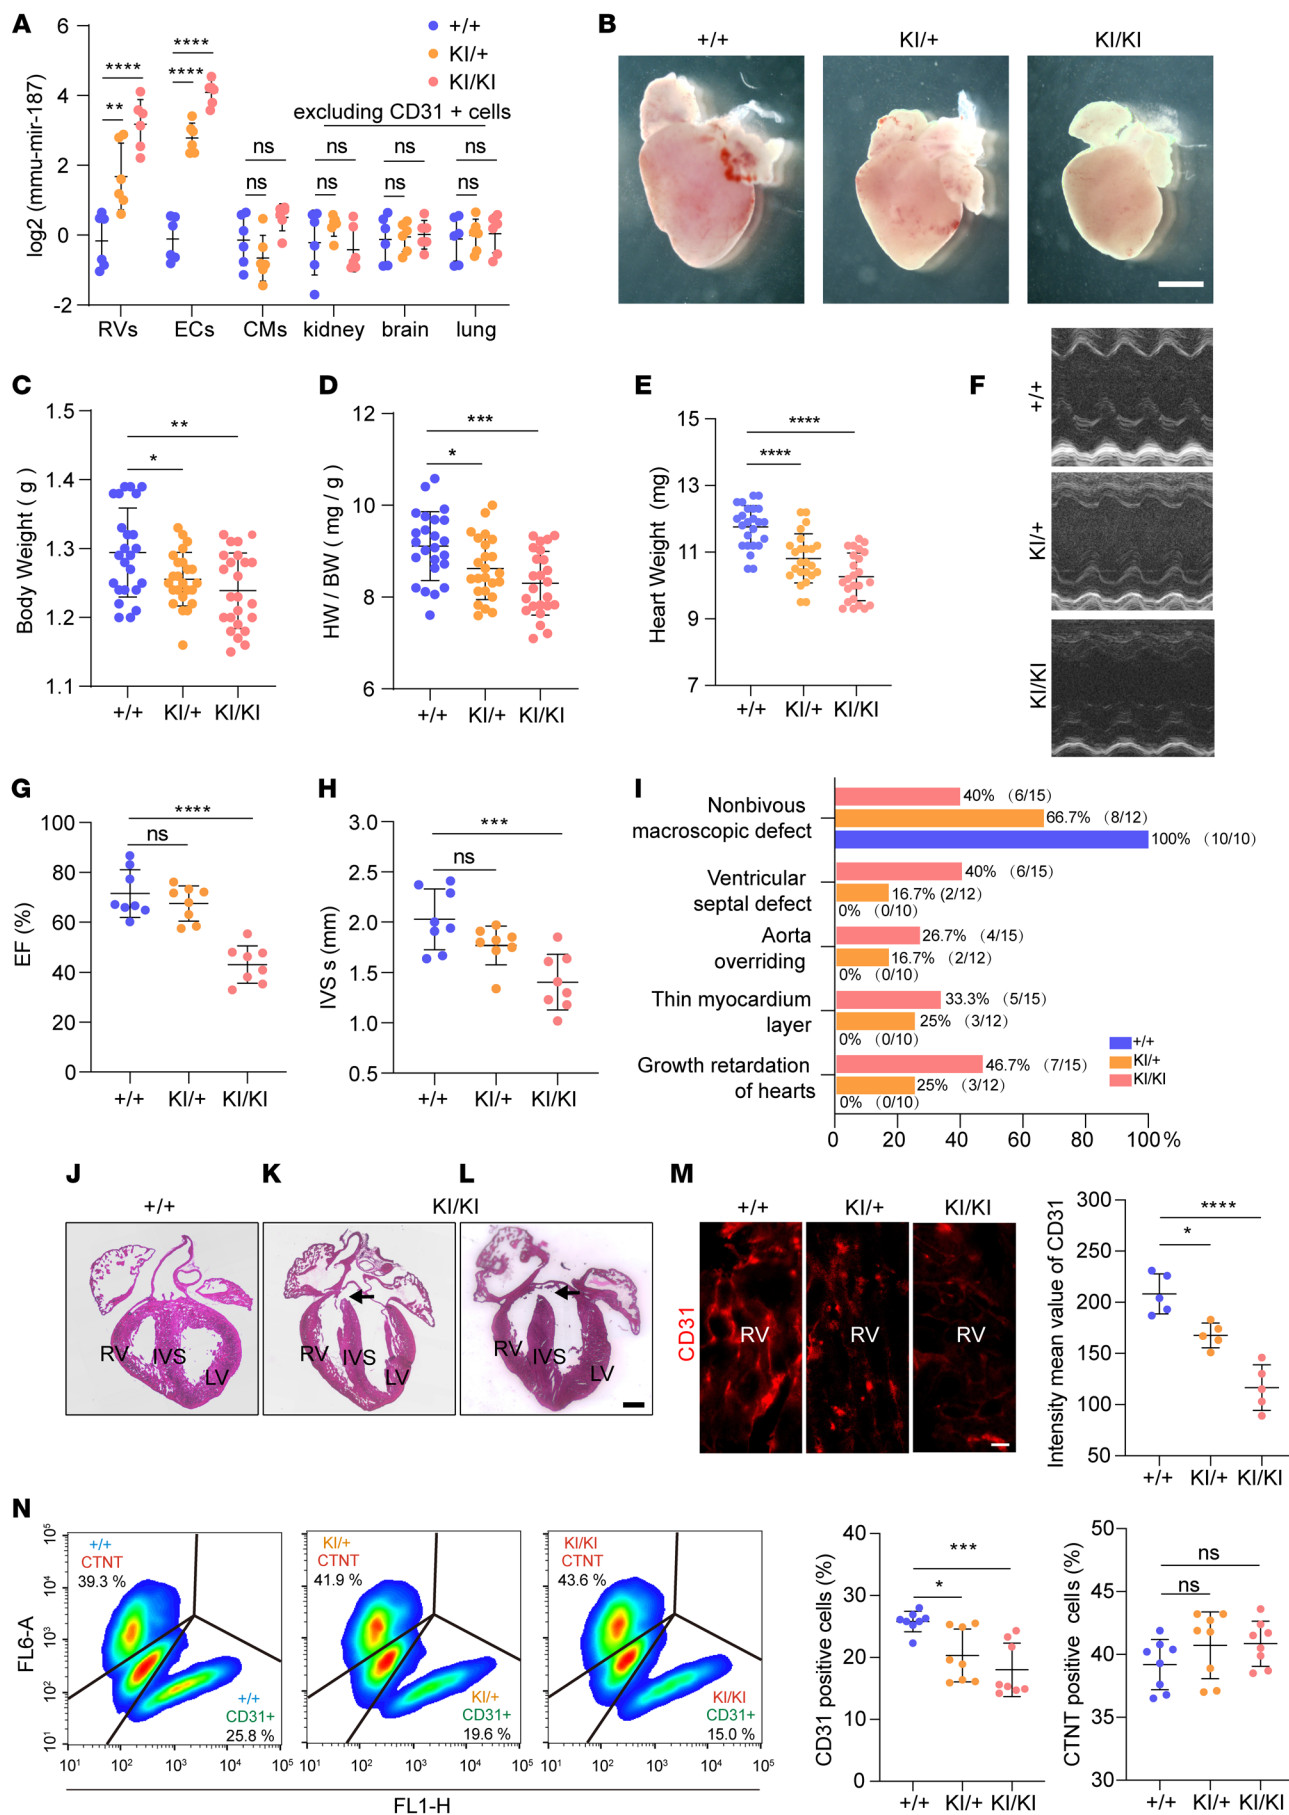 A
6
4
2
0
-2
log2 (mmu-mir-187)
+/+
KI/+
KI/KI
excluding CD31 + cells
****
**
****
****
ns
ns
ns
ns
ns
ns
ns
ns
RVs
ECs
CMs
kidney
brain
lung
B
+/+
KI/+
KI/KI
C
Body Weight ( g )
1.5
1.4
1.3
1.2
1.1
**
*
+/+
KI/+
KI/KI
D
HW / BW ( mg / g )
12
10
8
6
***
*
+/+
KI/+
KI/KI
E
Heart Weight (mg)
15
13
11
9
7
****
****
+/+
KI/+
KI/KI
F
+/+
KI/+
KI/KI
G
EF (%)
100
80
60
40
20
0
****
ns
+/+
KI/+
KI/KI
H
IVS s (mm)
3.0
2.5
2.0
1.5
1.0
0.5
***
ns
+/+
KI/+
KI/KI
I
Nonbivous
macroscopic defect
40% (6/15)
66.7% (8/12)
100% (10/10)
Ventricular
septal defect
40% (6/15)
16.7% (2/12)
0% (0/10)
Aorta
overriding
26.7% (4/15)
16.7% (2/12)
0% (0/10)
Thin myocardium
layer
33.3% (5/15)
25% (3/12)
0% (0/10)
Growth retardation
of hearts
46.7% (7/15)
25% (3/12)
0% (0/10)
+/+
KI/+
KI/KI
0 20 40 60 80 100%
J
+/+
RV IVS LV
K
KI/KI
RV IVS LV
L
RV IVS LV
M
+/+
KI/+
KI/KI
CD31
RV
RV
RV
Intensity mean value of CD31
300
250
200
150
100
50
****
*
+/+
KI/+
KI/KI
N
FL6-A
10⁵
10⁴
10³
10²
10¹
+/+
CTNT
39.3 %
+/+
CD31+
25.8 %
10¹ 10² 10³ 10⁴ 10⁵
KI/+
CTNT
41.9 %
KI/+
CD31+
19.6 %
10¹ 10² 10³ 10⁴ 10⁵
KI/KI
CTNT
43.6 %
KI/KI
CD31+
15.0 %
10¹ 10² 10³ 10⁴ 10⁵
FL1-H
CD31 positive cells (%)
40
30
20
10
0
***
*
+/+
KI/+
KI/KI
CTNT positive cells (%)
50
45
40
35
30
ns
ns
+/+
KI/+
KI/KI